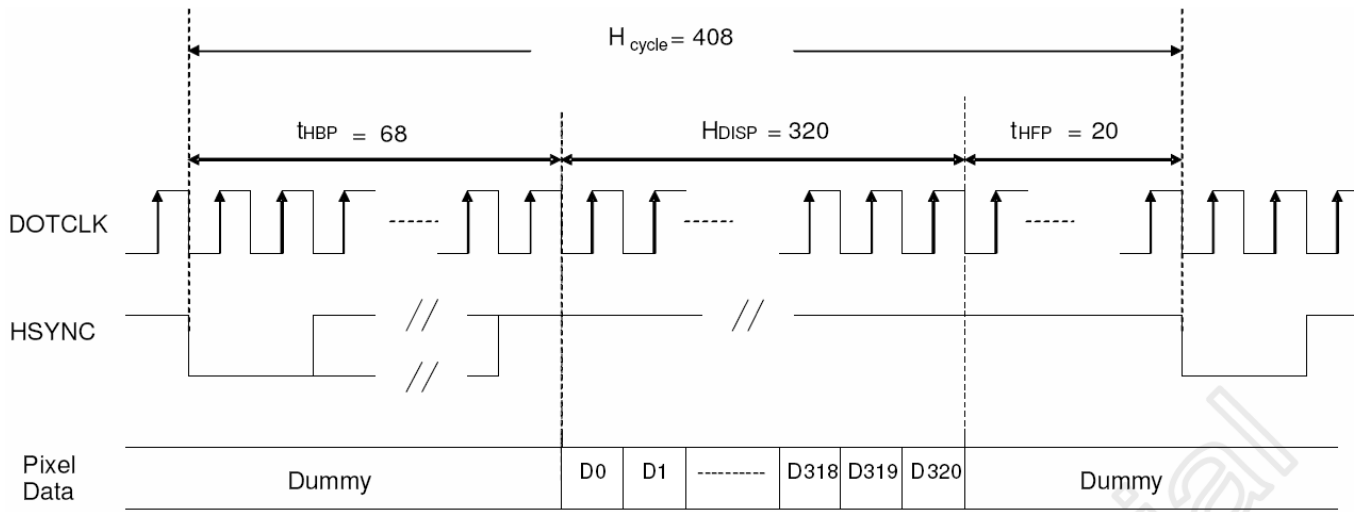 H cycle = 408
tHBP = 68
HDISP = 320
tHFP = 20
DOTCLK
HSYNC
Pixel
Data
Dummy
D0
D1
D318
D319
D320
Dummy
ial